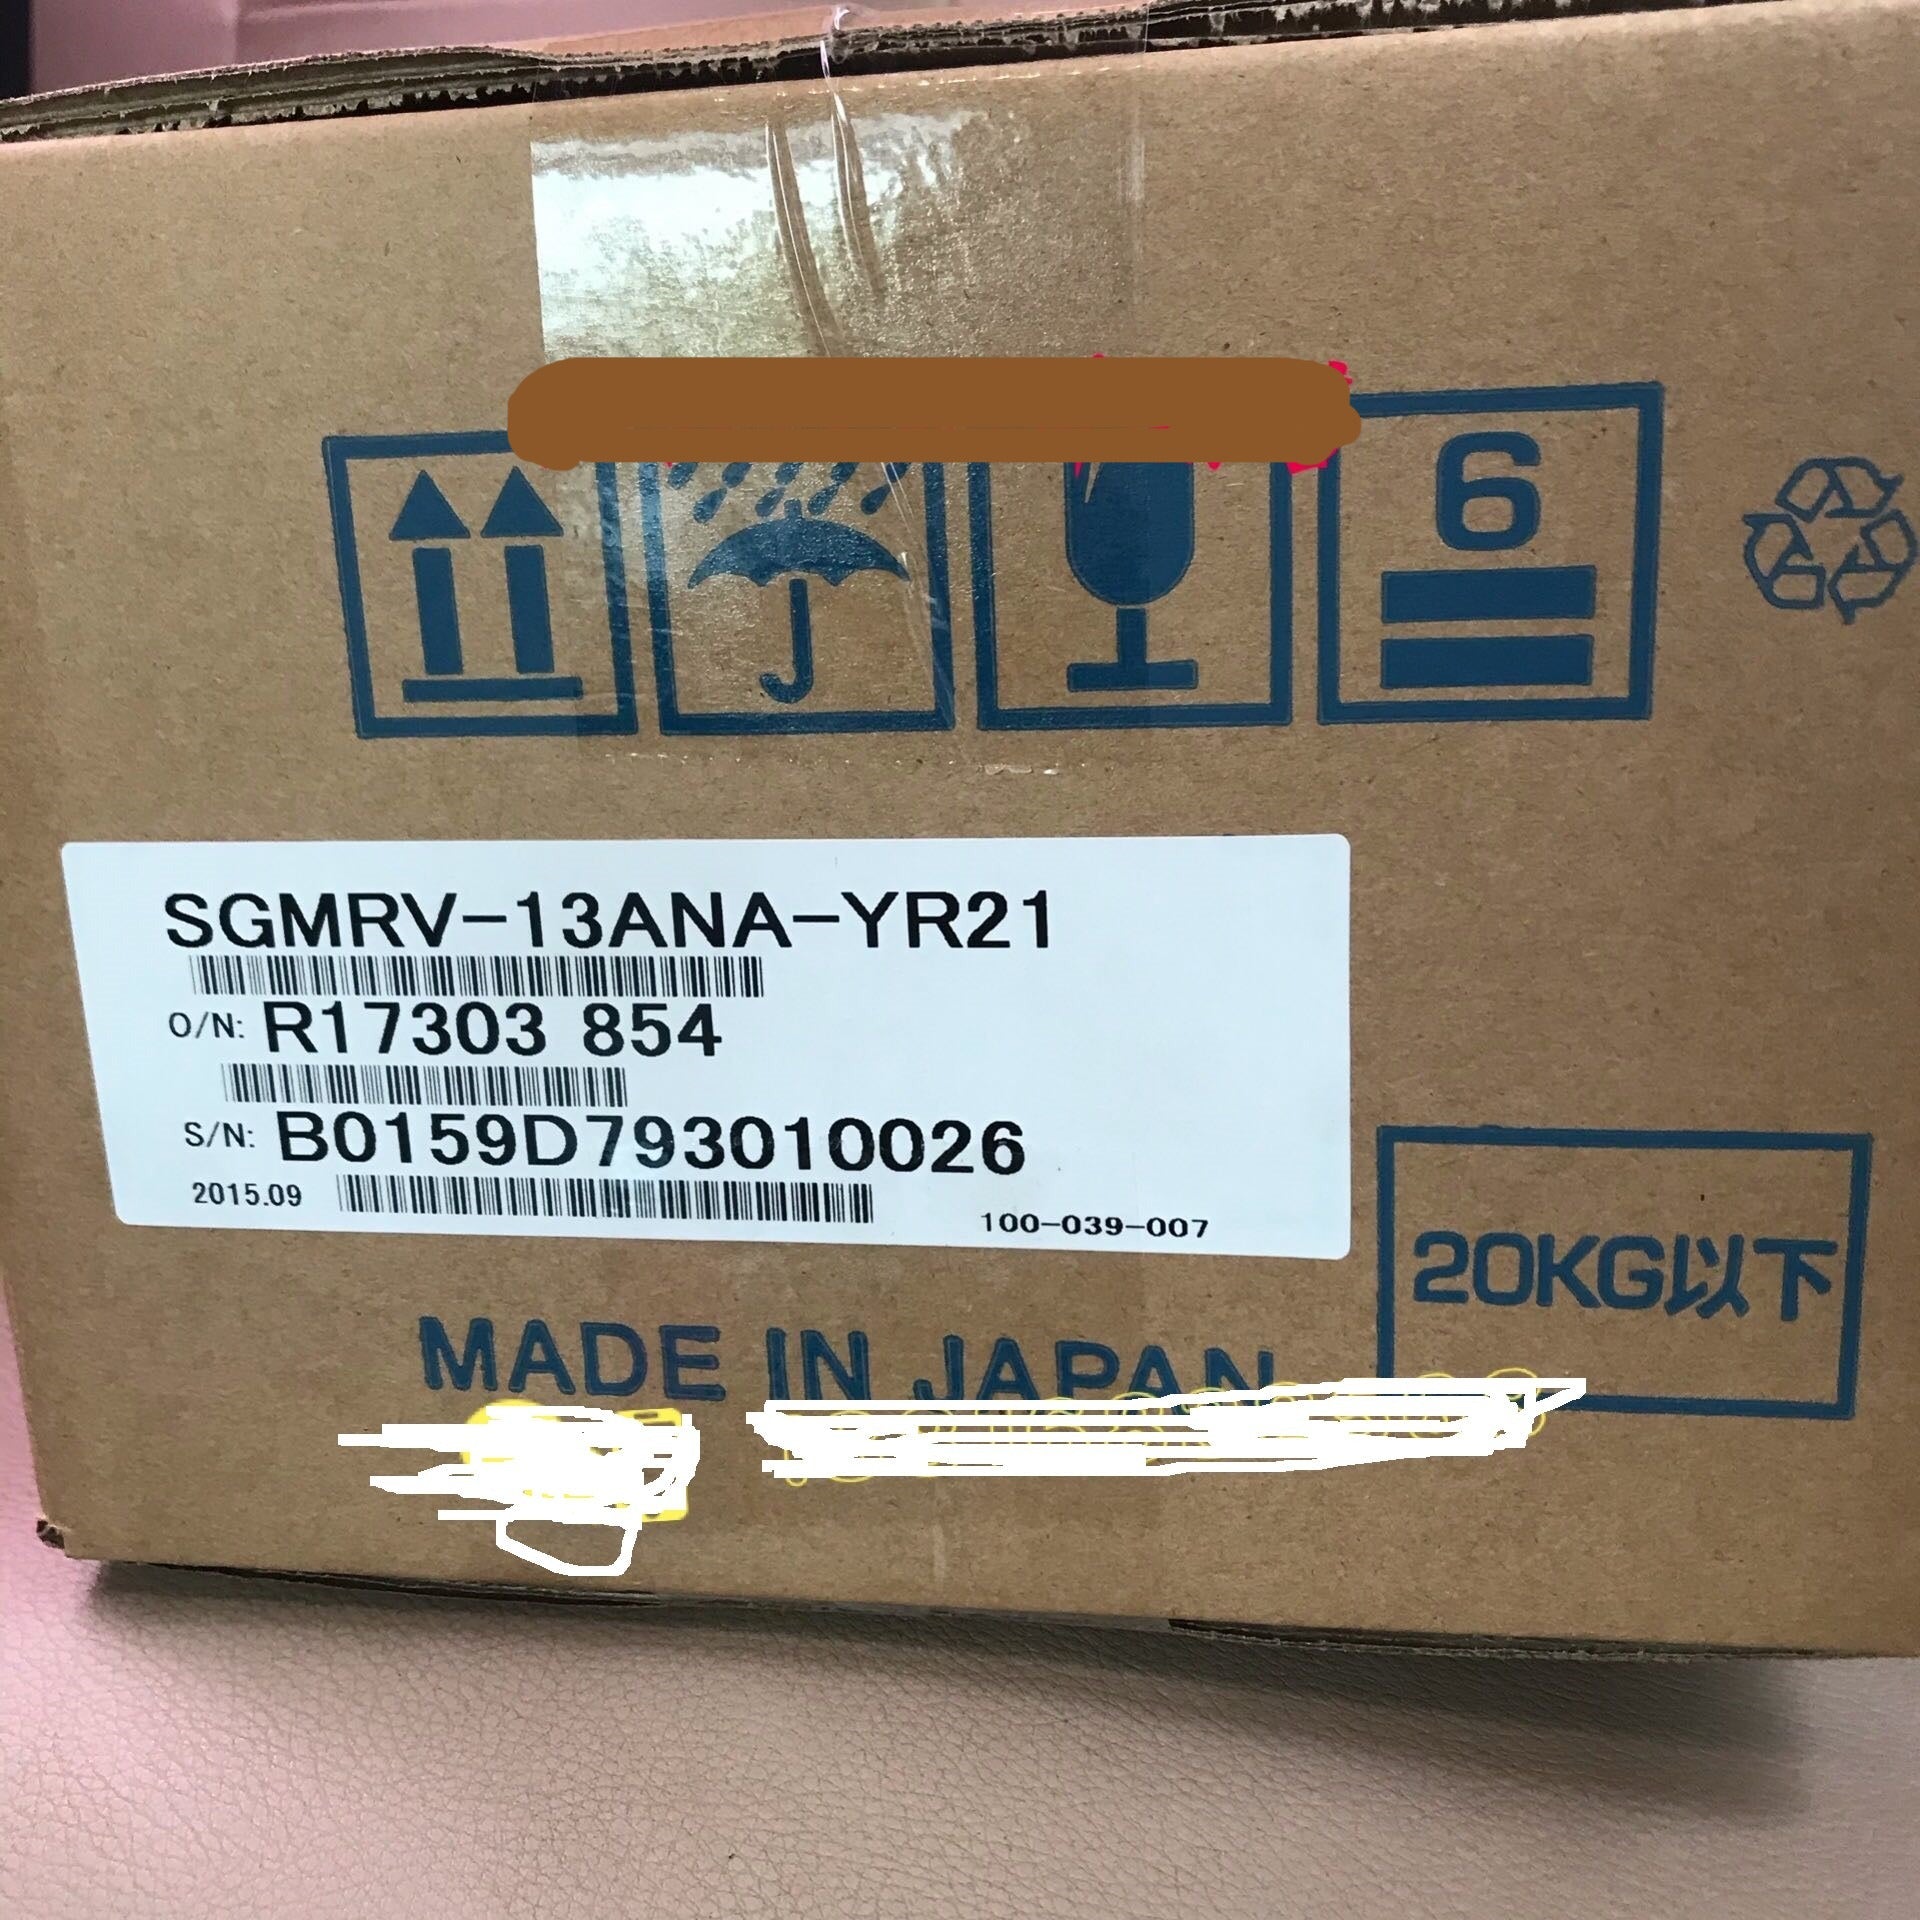 6
SGMRV-13ANA-YR21
O/N: R17303 854
S/N: B0159D793010026
2015.09
100-039-007
20KG以下
MADE IN JAPAN